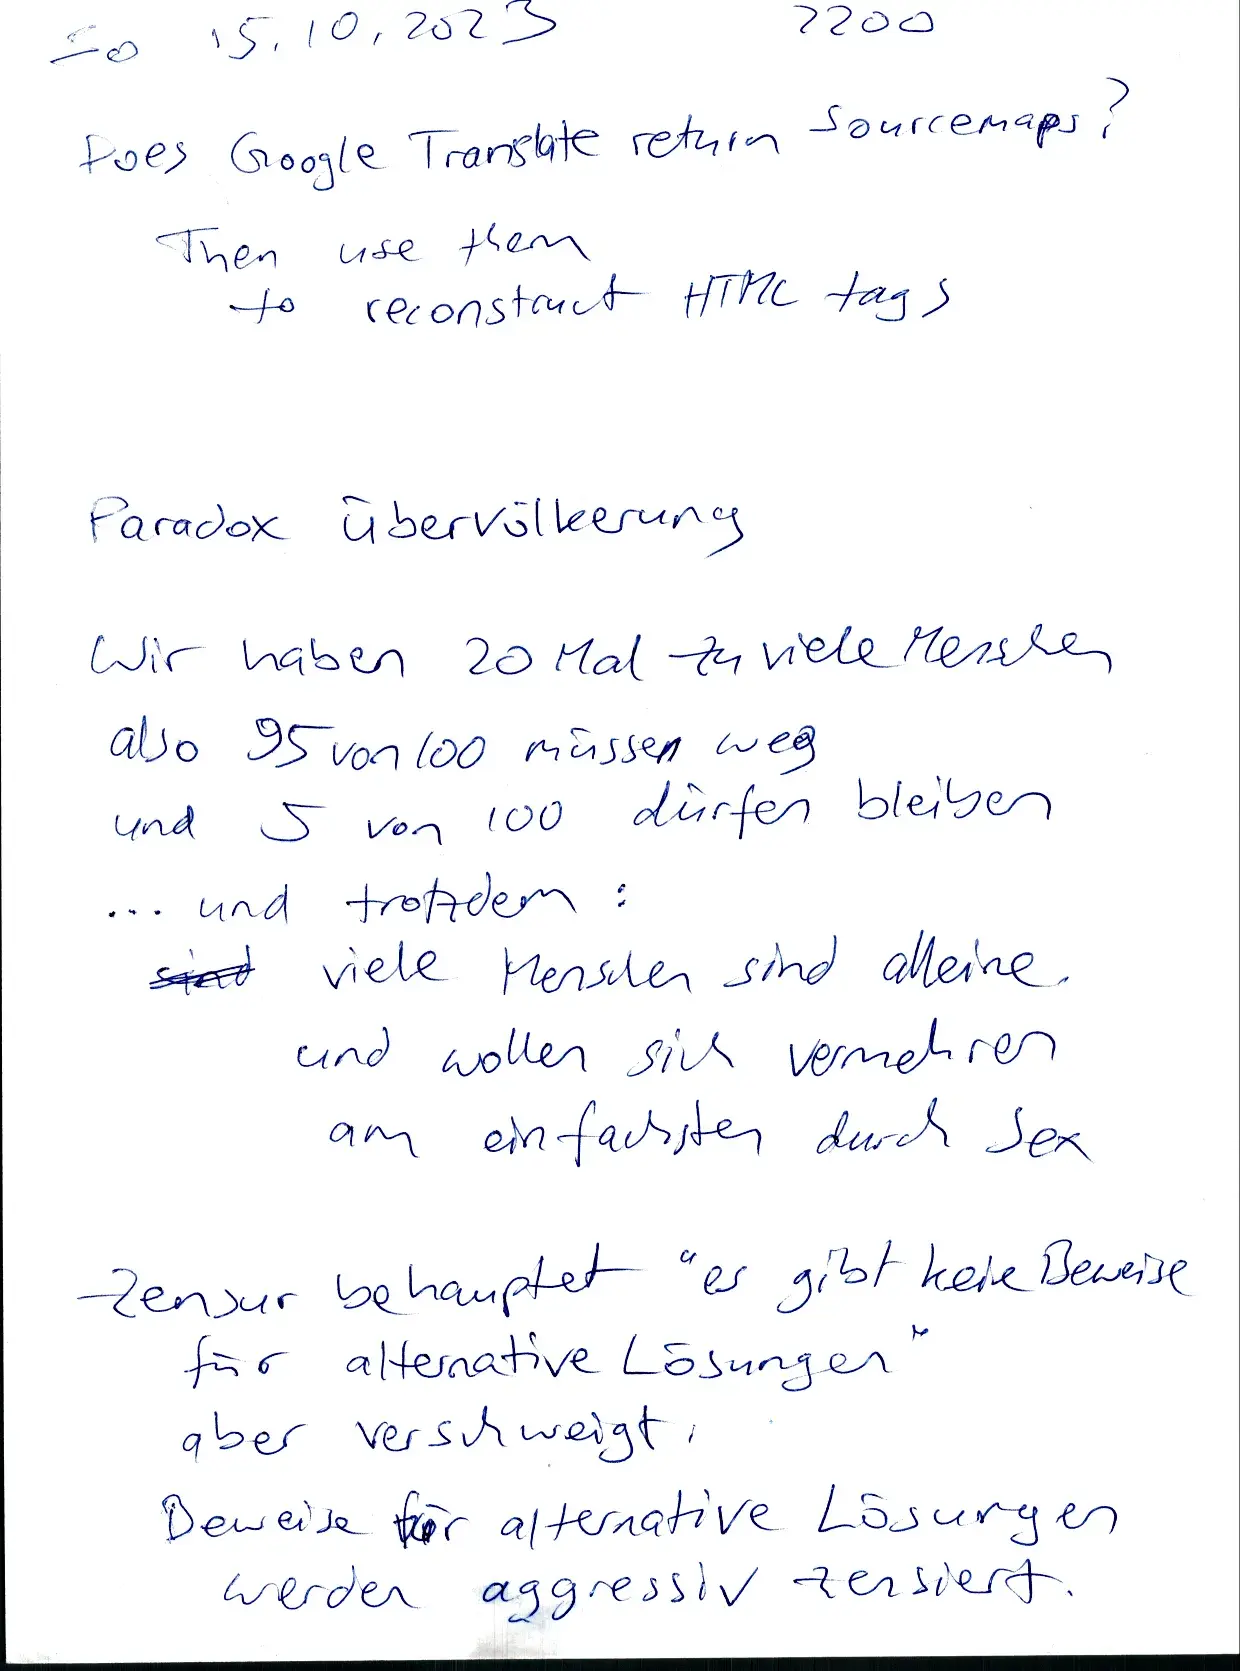 So 15.10.2023 2200
Does Google Translate return sourcemaps?
Then use them
to reconstruct HTML tags
Paradox übervölkerung
Wir haben 20 Mal zu viele Menschen
also 95 von 100 müssen weg
und 5 von 100 dürfen bleiben
... und trotzdem:
sind viele Menschen sind alleine.
und wollen sich vermehren
am einfachsten durch Sex
Zensur behauptet "es gibt keine Beweise
für alternative Lösungen"
aber verschweigt,
Beweise für alternative Lösungen
werden aggressiv zensiert.